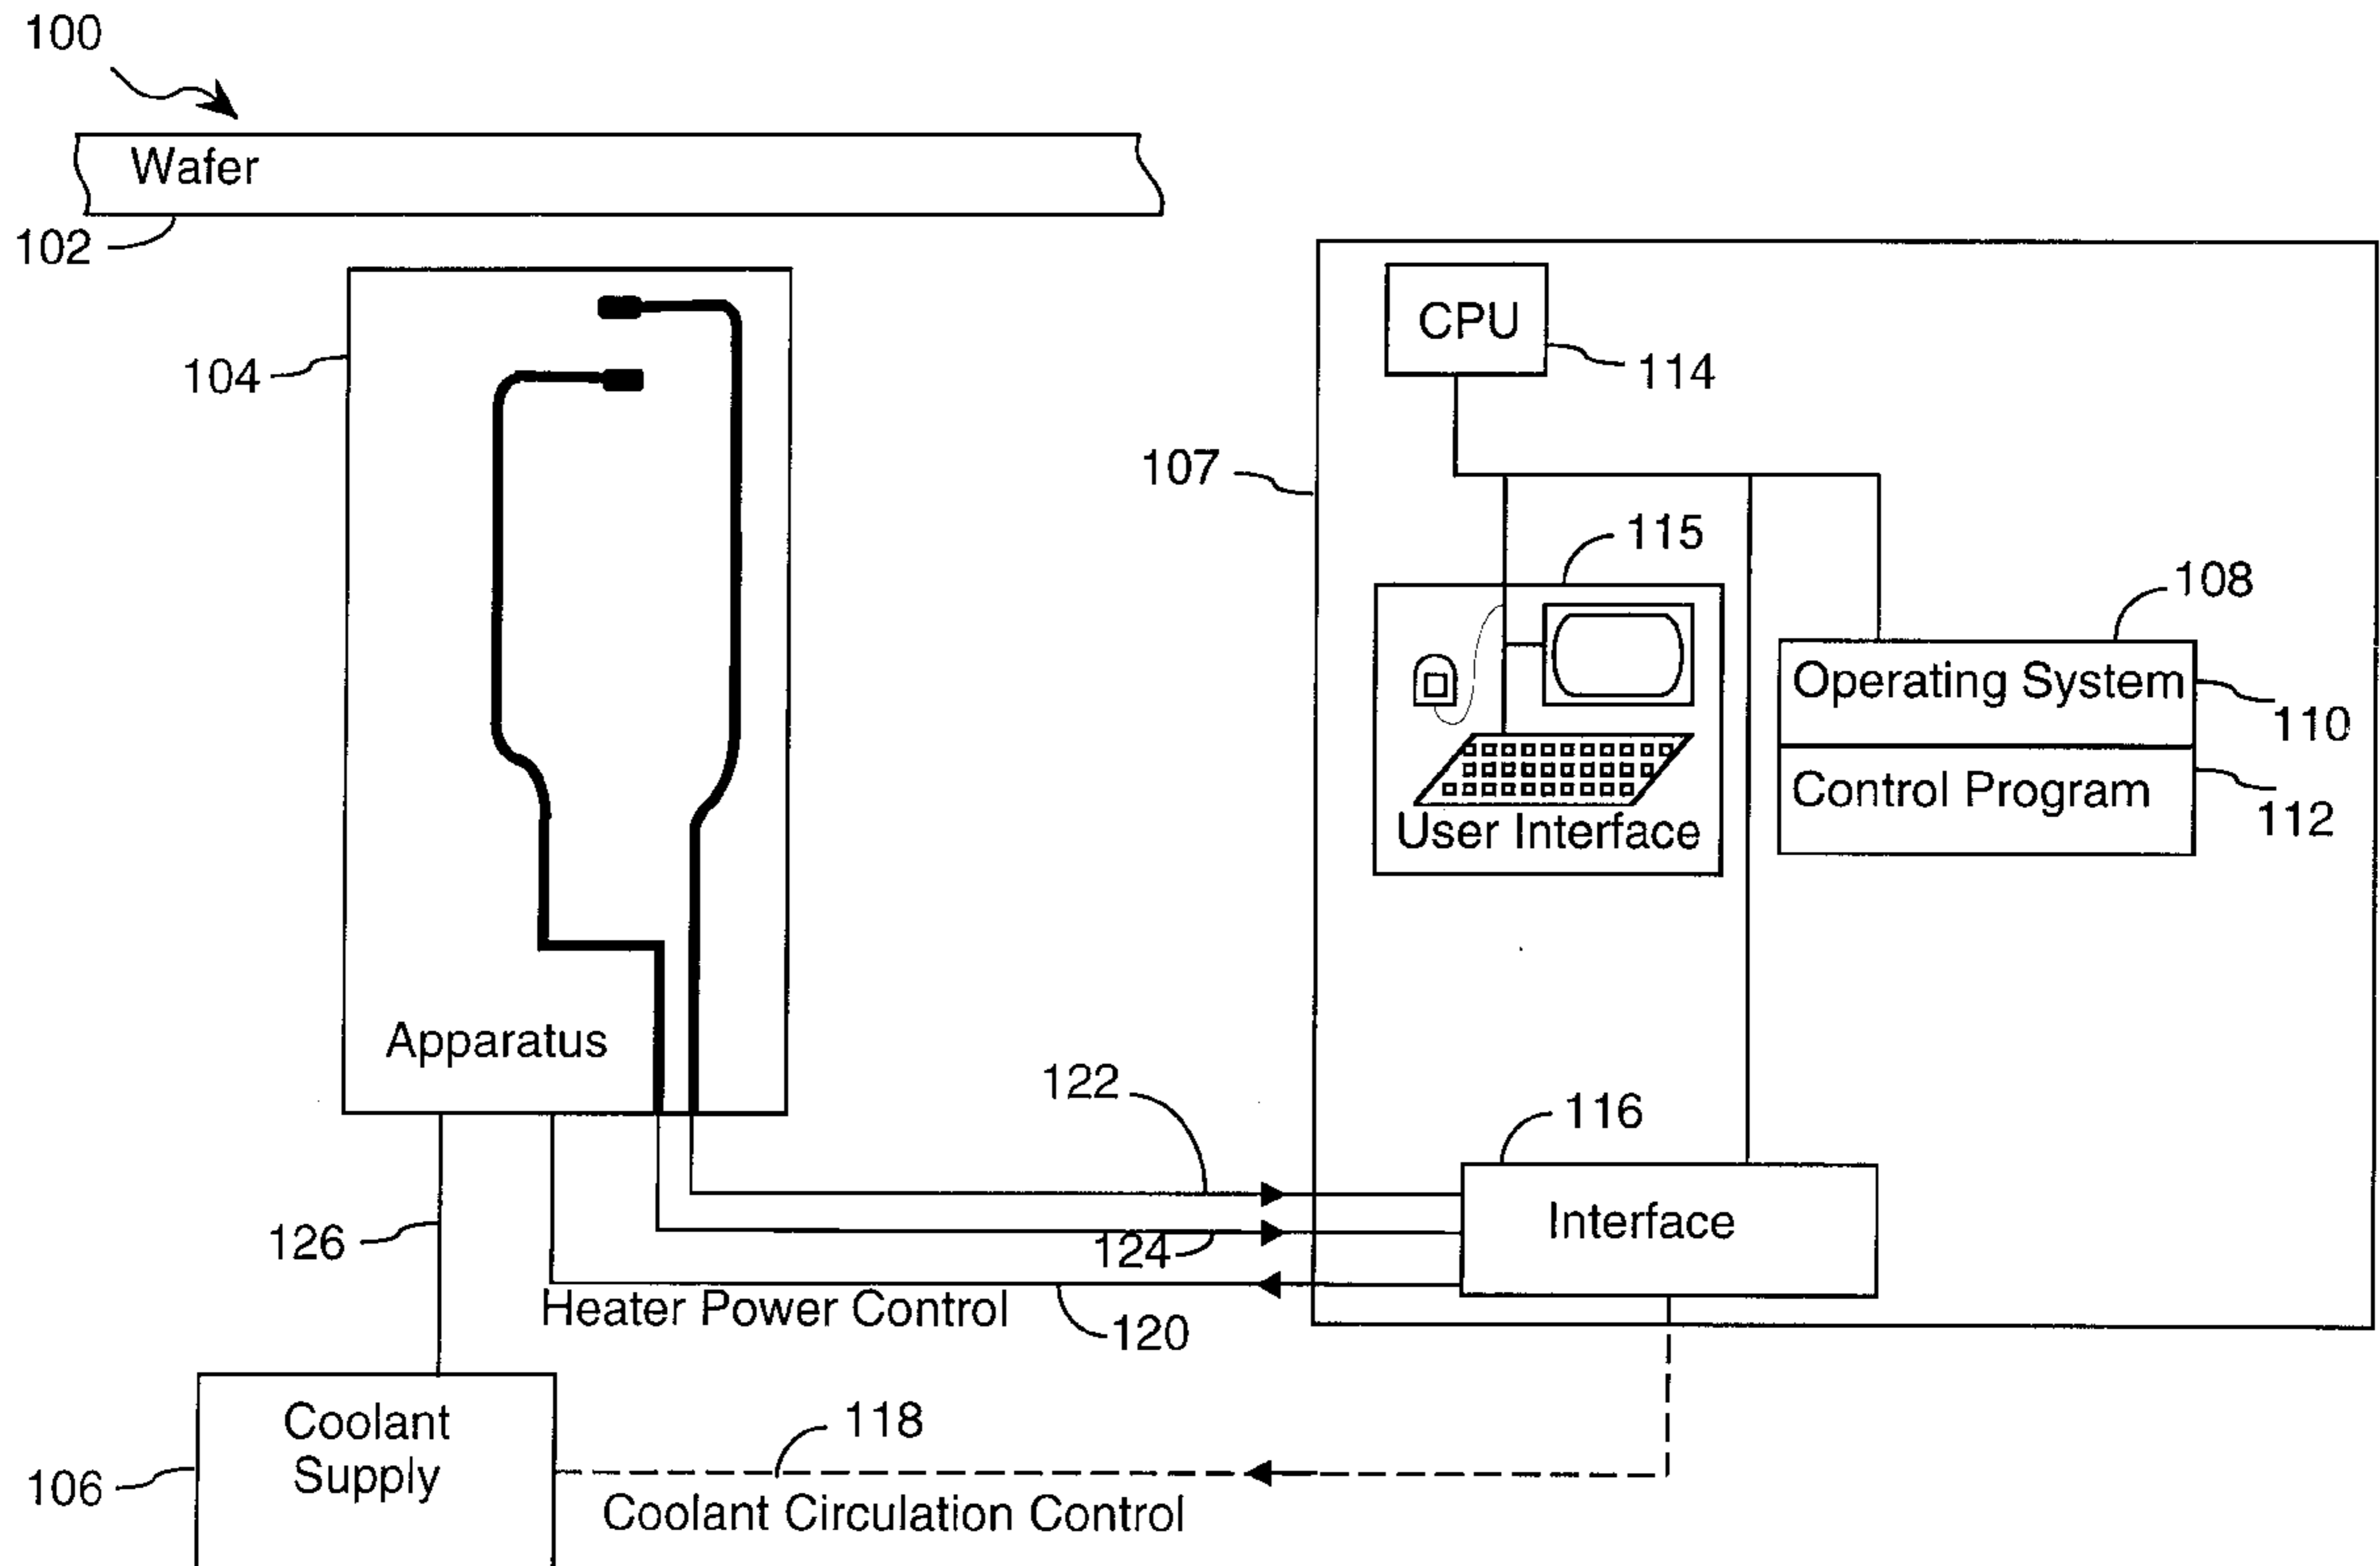 100
Wafer
102
104
CPU
114
107
115
108
Operating System
110
Control Program
112
User Interface
Apparatus
122
116
Interface
126
124
Heater Power Control
120
Coolant
Supply
118
106
Coolant Circulation Control